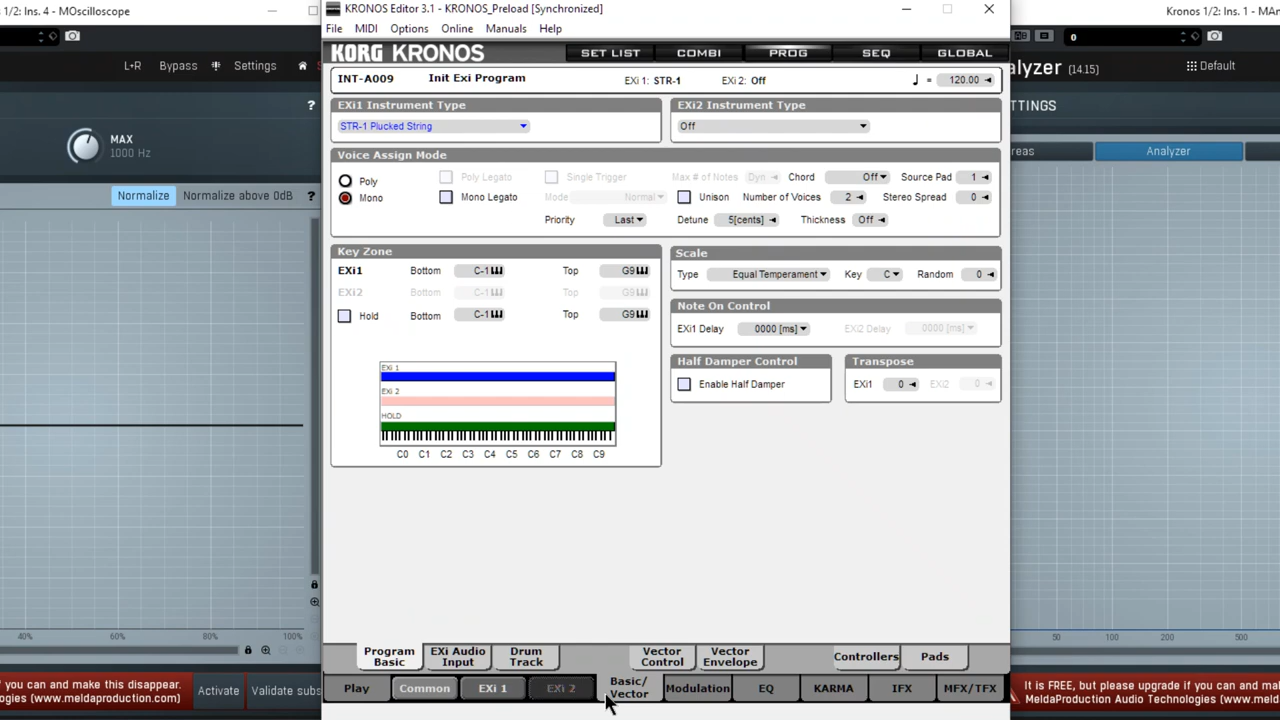 s 1/2: Ins. 4 - MOscilloscope
KRONOS Editor 3.1 - KRONOS_Preload [Synchronized]
Kronos 1/2: Ins. 1 - MAn
File MIDI Options Online Manuals Help
0
KORG KRONOS SET LIST COMBI PROG SEQ GLOBAL
L+R Bypass Settings
alyzer (14.15) Default
INT-A009 Init Exi Program EXi 1: STR-1 EXi 2: Off = 120.00
EXi1 Instrument Type
EXi2 Instrument Type
? TTINGS
STR-1 Plucked String
Off
MAX
1000 Hz
Voice Assign Mode
reas Analyzer
Poly Poly Legato Single Trigger Max # of Notes Dyn Chord Off Source Pad 1
Mono Mono Legato Mode Normal Unison Number of Voices 2 Stereo Spread 0
Normalize Normalize above 0dB ?
Priority Last Detune 5[cents] Thickness Off
Key Zone
Scale
EXi1 Bottom C-1 Top G9
Type Equal Temperament Key C Random 0
EXi2 Bottom C-1 Top G9
Note On Control
Hold Bottom C-1 Top G9
EXi1 Delay 0000 [ms] EXi2 Delay 0000 [ms]
Half Damper Control
Transpose
EXi 1
Enable Half Damper
EXi1 0 EXi2 0
EXi 2
HOLD
C0 C1 C2 C3 C4 C5 C6 C7 C8 C9
40% 60% 80% 100%
50 100 200 500
Program Basic
EXi Audio Input
Drum Track
Vector Control
Vector Envelope
Controllers
Pads
Play Common EXi 1 EXi 2 Basic/ Vector Modulation EQ KARMA IFX MFX/TFX
if you can and make this disappear.
ologies (www.meldaproduction.com)
Activate Validate subs
It is FREE, but please upgrade if you can and make
MeldaProduction Audio Technologies (www.meld